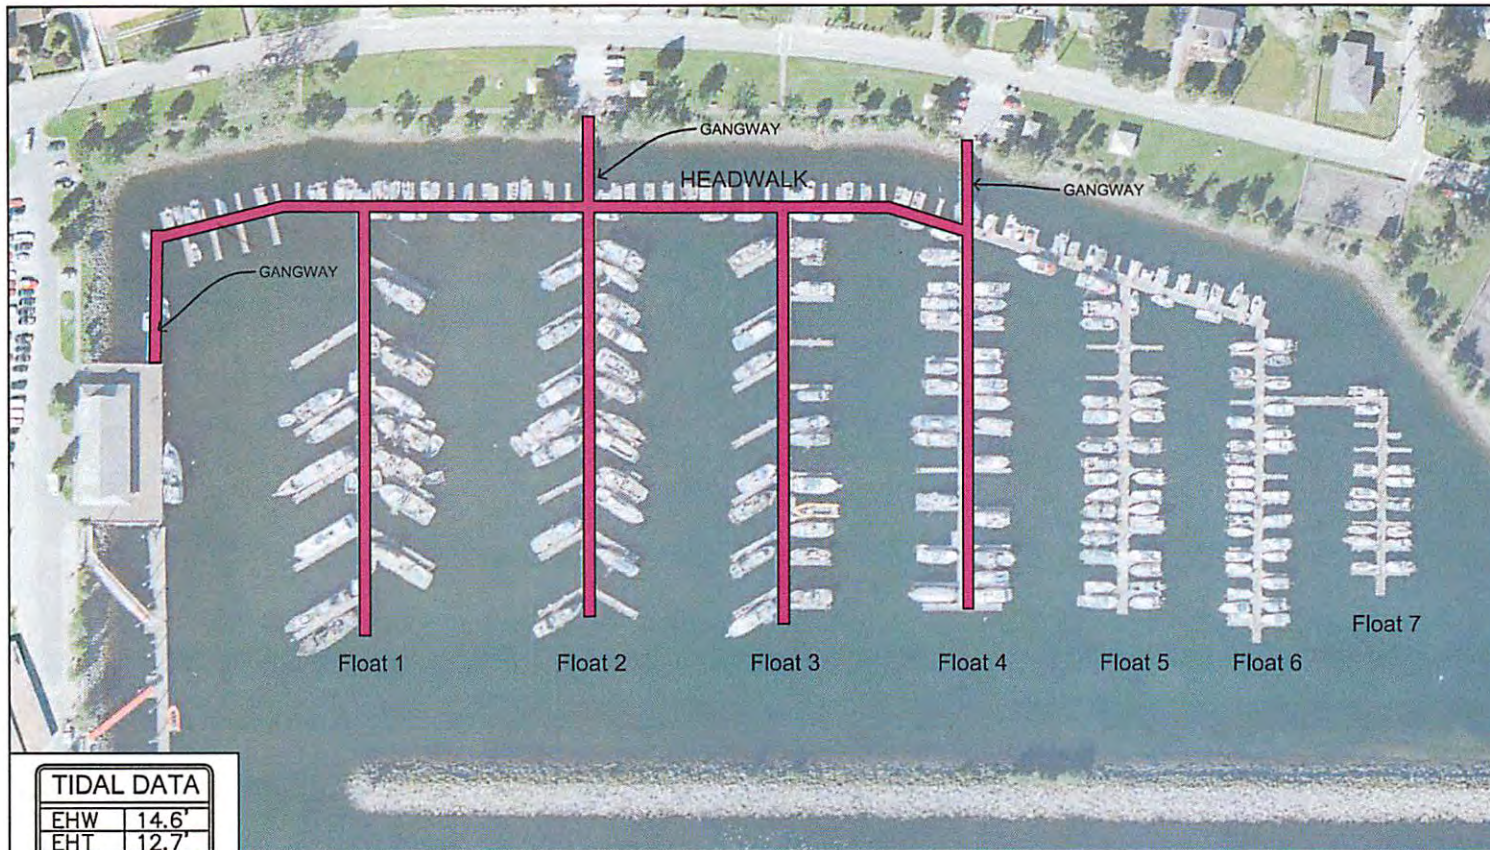 GANGWAY
HEADWALK
GANGWAY
GANGWAY
Float 1
Float 2
Float 3
Float 4
Float 5
Float 6
Float 7
TIDAL DATA
EHW 14.6'
EHT 12.7'